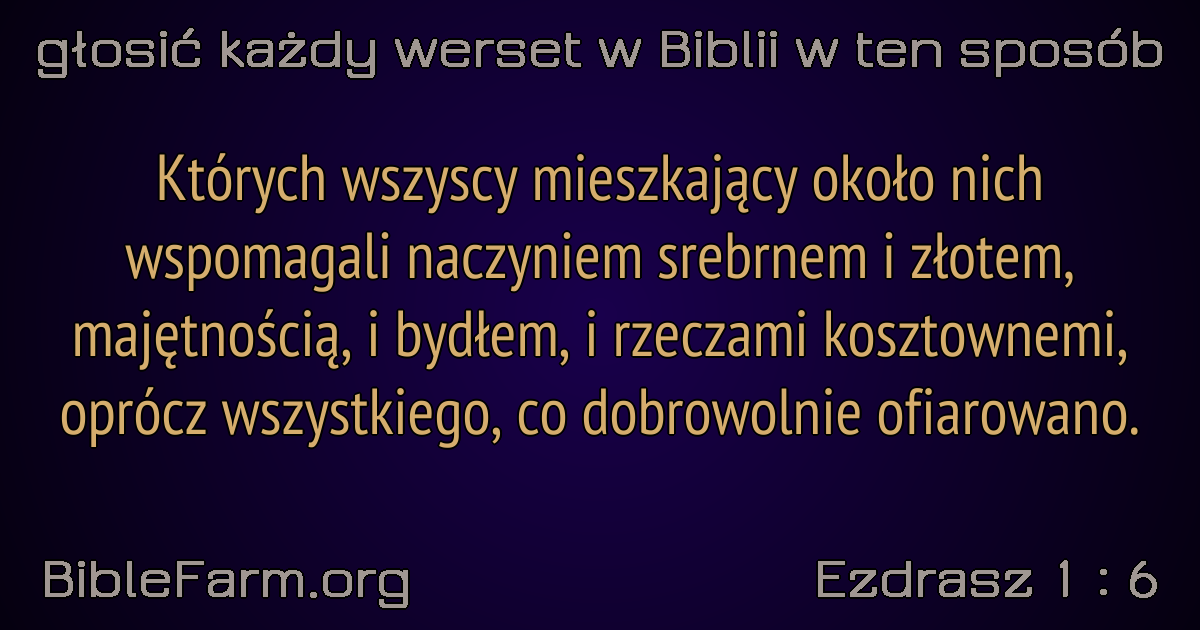 głosić każdy werset w Biblii w ten sposób
Których wszyscy mieszkający około nich
wspomagali naczyniem srebrnem i złotem,
majętnością, i bydłem, i rzeczami kosztownemi,
oprócz wszystkiego, co dobrowolnie ofiarowano.
BibleFarm.org
Ezdrasz 1 : 6